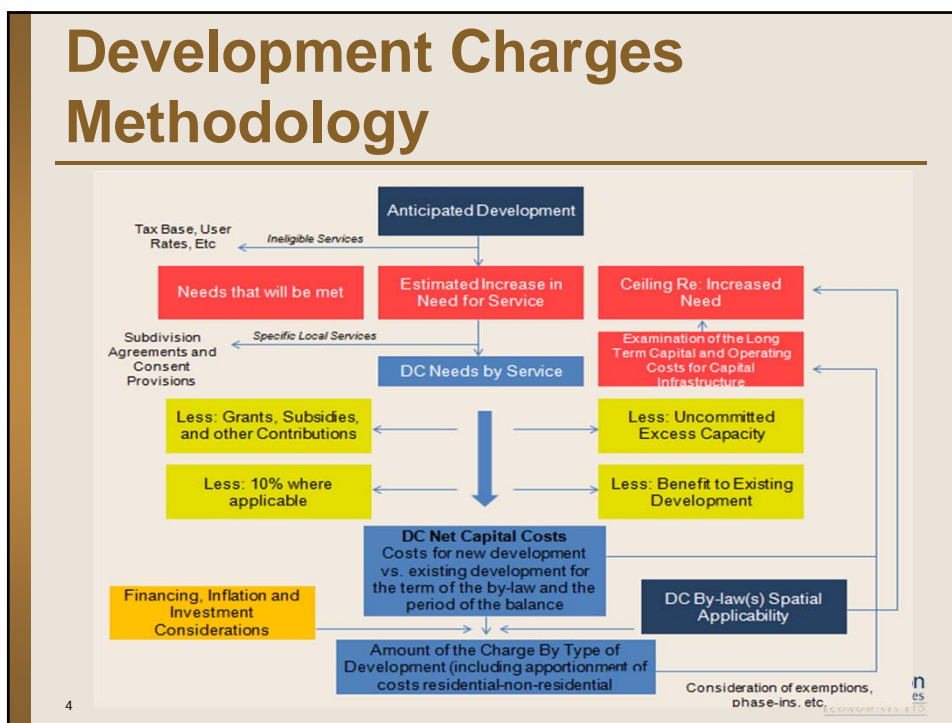 Development Charges
Methodology
Anticipated Development
Tax Base, User
Rates, Etc
Ineligible Services
Needs that will be met
Estimated Increase in
Need for Service
Ceiling Re: Increased
Need
Subdivision
Agreements and
Consent
Provisions
Specific Local Services
DC Needs by Service
Examination of the Long
Term Capital and Operating
Costs for Capital
Infrastructure
Less: Grants, Subsidies,
and other Contributions
Less: Uncommitted
Excess Capacity
Less: 10% where
applicable
Less: Benefit to Existing
Development
DC Net Capital Costs
Costs for new development
vs. existing development for
the term of the by-law and the
period of the balance
Financing, Inflation and
Investment
Considerations
DC By-law(s) Spatial
Applicability
Amount of the Charge By Type of
Development (including apportionment of
costs residential-non-residential
Consideration of exemptions,
phase-ins, etc.
n
es
ECONOMISTS LTD
4